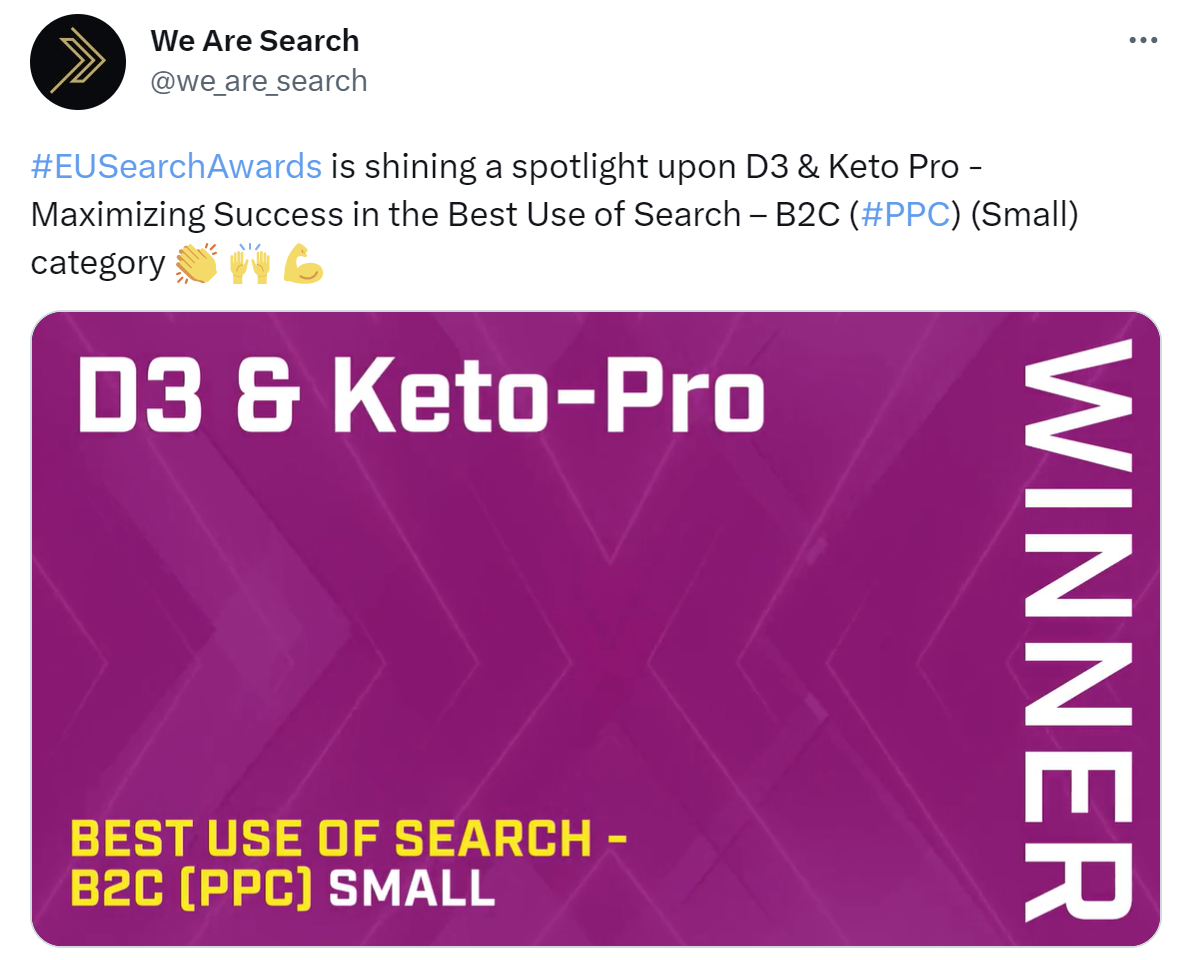 We Are Search
@we_are_search
#EUSearchAwards is shining a spotlight upon D3 & Keto Pro -
Maximizing Success in the Best Use of Search – B2C (#PPC) (Small)
category 👏 🙌 💪
D3 & Keto-Pro
WINNER
BEST USE OF SEARCH -
B2C (PPC) SMALL